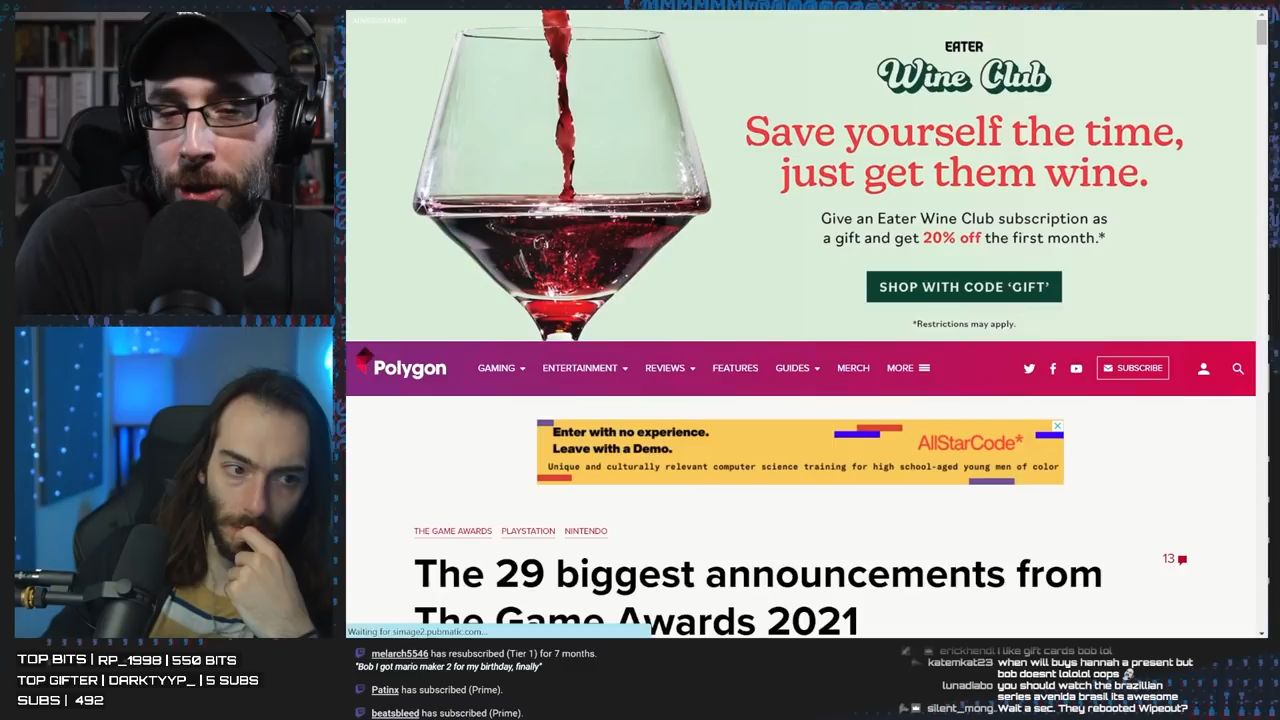 ADVERTISEMENT
EATER
Wine Club
Save yourself the time,
just get them wine.
Give an Eater Wine Club subscription as
a gift and get 20% off the first month.*
SHOP WITH CODE ‘GIFT’
*Restrictions may apply.
Polygon
GAMING
ENTERTAINMENT
REVIEWS
FEATURES
GUIDES
MERCH
MORE
SUBSCRIBE
Enter with no experience.
Leave with a Demo.
AllStarCode*
Unique and culturally relevant computer science training for high school-aged young men of color
THE GAME AWARDS PLAYSTATION NINTENDO
The 29 biggest announcements from
The Game Awards 2021
13
Waiting for simage2.pubmatic.com...
TOP BITS | RP_1998 | 550 BITS
TOP GIFTER | DARKTYYP_ | 5 SUBS
SUBS | 492
melarch5546 has resubscribed (Tier 1) for 7 months.
"Bob I got mario maker 2 for my birthday, finally"
Patinx has subscribed (Prime).
beatsbleed has subscribed (Prime).
erickhendl I like gift cards bob lol
katemkat23 when will buys hannah a present but
bob doesnt lololol oops
lunadiabo you should watch the brazillian
series avenida brasil its awesome
silent_mong Wait a sec. They rebooted Wipeout?